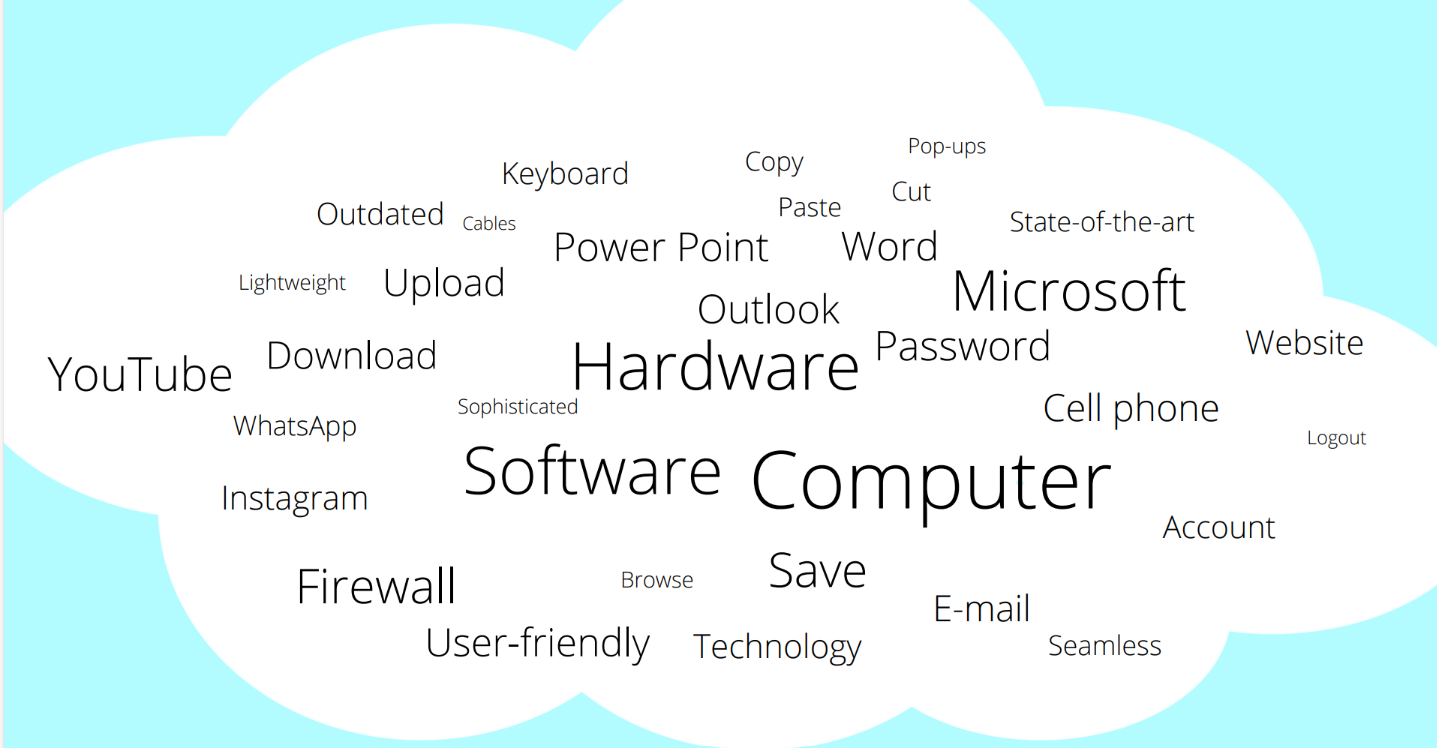 Pop-ups
Copy
Keyboard
Cut
Paste
Outdated
Cables
State-of-the-art
Power Point
Word
Lightweight
Upload
Microsoft
Outlook
Password
Website
Download
Hardware
YouTube
Sophisticated
Cell phone
WhatsApp
Logout
Software
Computer
Instagram
Account
Save
Browse
Firewall
E-mail
User-friendly
Technology
Seamless